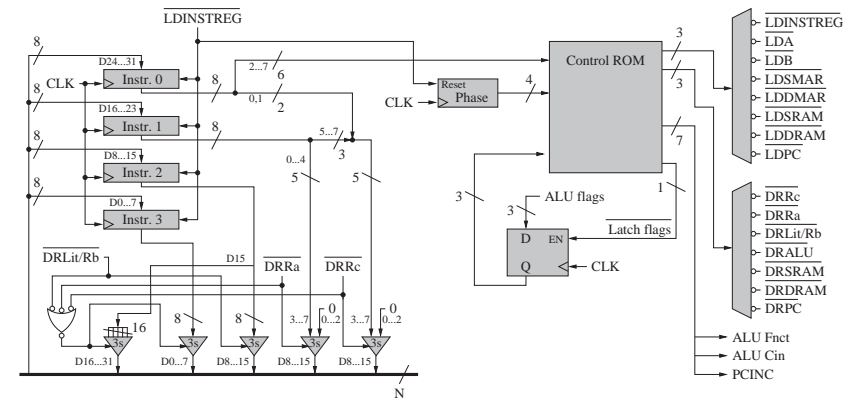 LDINSTREG
8
D24...31
CLK
Instr. 0
8
D16...23
Instr. 1
8
D8...15
Instr. 2
8
D0...7
Instr. 3
8
2...7
6
0,1
2
8
5...7
3
0...4
5
5
DRLit/Rb
D15
DRRa
DRRc
16
8
8
3...7
0
0...2
3...7
0
0...2
3s
3s
3s
3s
3s
D16...31
D0...7
D8...15
D8...15
D8...15
N
Reset
Phase
CLK
4
Control ROM
3
3
7
1
3
ALU flags
3
Latch flags
D
EN
Q
CLK
LDINSTREG
LDA
LDB
LDSMAR
LDDMAR
LDSRAM
LDDRAM
LDPC
DRRc
DRRa
DRLit/Rb
DRALU
DRSRAM
DRDRAM
DRPC
ALU Fnct
ALU Cin
PCINC